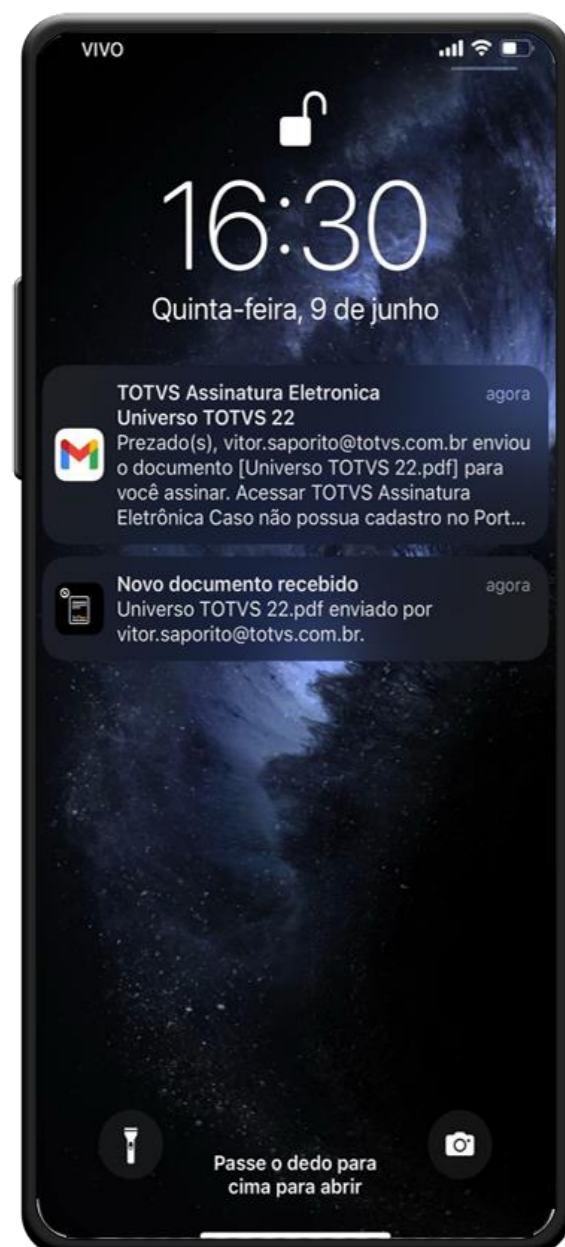 VIVO
16:30
Quinta-feira, 9 de junho
TOTVS Assinatura Eletronica
agora
Universo TOTVS 22
Prezado(s), vitor.saporito@totvs.com.br enviou
o documento [Universo TOTVS 22.pdf] para
você assinar. Acessar TOTVS Assinatura
Eletrônica Caso não possua cadastro no Port...
Novo documento recebido
agora
Universo TOTVS 22.pdf enviado por
vitor.saporito@totvs.com.br.
Passe o dedo para
cima para abrir